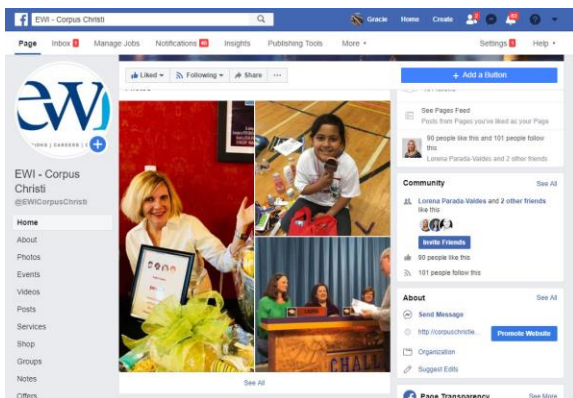 EWI - Corpus Christi
Gracie
Home
Create
Page
Inbox
Manage Jobs
Notifications
Insights
Publishing Tools
More
Settings
Help
Liked
Following
Share
+ Add a Button
Photos
See Pages Feed
Posts from Pages you've liked as your Page
90 people like this and 101 people follow
this
Lorena Parada-Valdes and 2 other friends
Community
See All
Lorena Parada-Valdes and 2 other friends
like this
Invite Friends
90 people like this
101 people follow this
About
See All
Send Message
http://corpuschristie...
Promote Website
Organization
Suggest Edits
Page Transparency
See More
ewi
CAREERS
EWI - Corpus
Christi
@EWICorpusChristi
Home
About
Photos
Events
Videos
Posts
Services
Shop
Groups
Notes
Offers
CHALL
See All